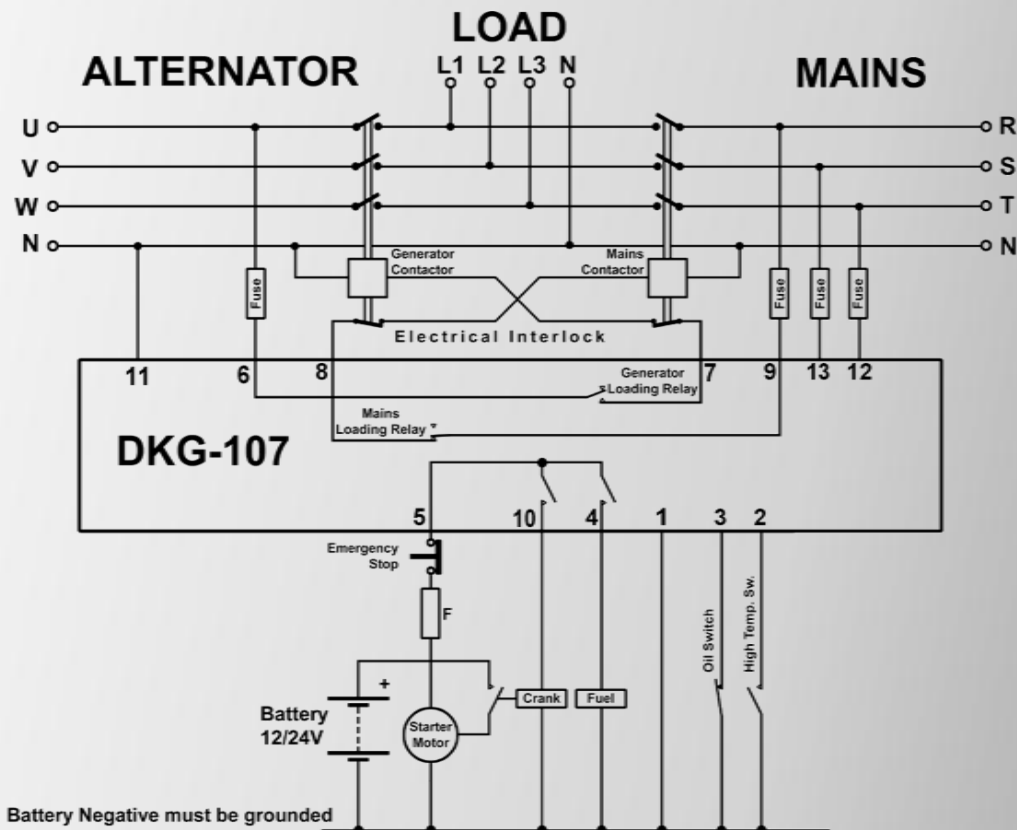 LOAD
ALTERNATOR
MAINS
L1 L2 L3 N
U
R
V
S
W
T
N
N
Generator
Contactor
Mains
Contactor
Fuse
Fuse
Fuse
Fuse
Electrical Interlock
11
6
8
7
9
13
12
Generator
Loading Relay
Mains
Loading Relay
DKG-107
5
10
4
1
3
2
Emergency
Stop
F
Oil Switch
High Temp. Sw.
+
Crank
Fuel
Battery
12/24V
Starter
Motor
Battery Negative must be grounded